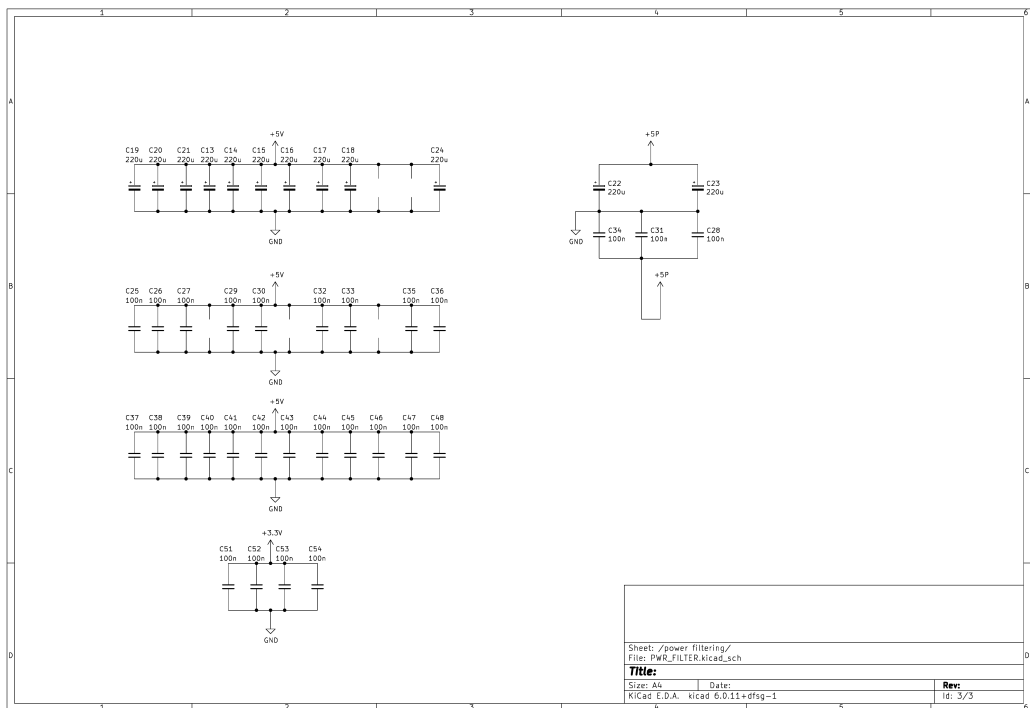 1 2 3 4 5 6
A A
+5V
C19 C20 C21 C13 C14 C15 C16 C17 C18 C24
220u 220u 220u 220u 220u 220u 220u 220u 220u 220u
+ + + + + + + + + +
GND
+5P
+ C22 + C23
220u 220u
C34 C31 C28
100n 100n 100n
GND
+5P
B B
+5V
C25 C26 C27 C29 C30 C32 C33 C35 C36
100n 100n 100n 100n 100n 100n 100n 100n 100n
GND
+5V
C37 C38 C39 C40 C41 C42 C43 C44 C45 C46 C47 C48
100n 100n 100n 100n 100n 100n 100n 100n 100n 100n 100n 100n
C C
GND
+3.3V
C51 C52 C53 C54
100n 100n 100n 100n
GND
D D
Sheet: /power filtering/
File: PWR_FILTER.kicad_sch
Title:
Size: A4 Date: Rev:
KiCad E.D.A. kicad 6.0.11+dfsg-1 Id: 3/3
1 2 3 4 5 6